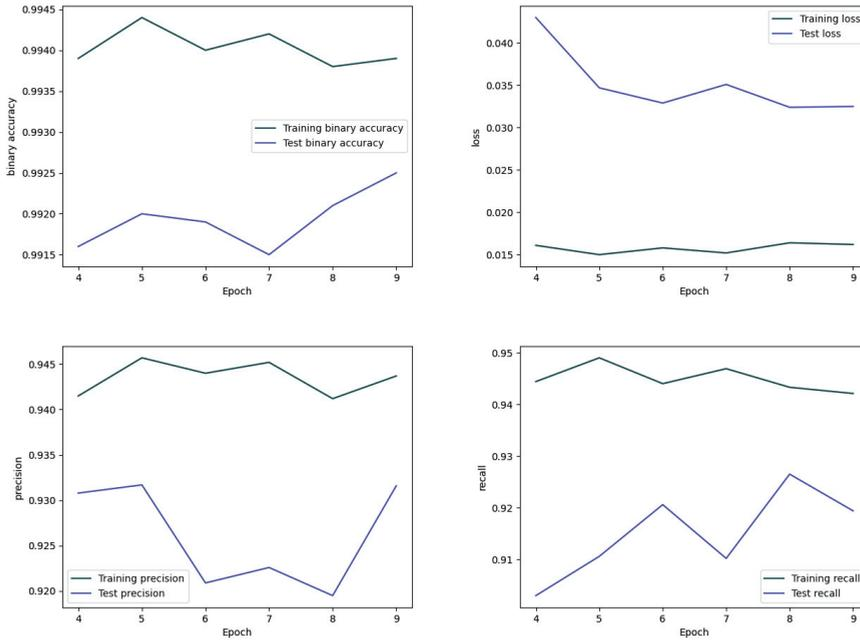 0.9945
0.9940
0.9935
0.9930
0.9925
0.9920
0.9915
binary accuracy
Training binary accuracy
Test binary accuracy
4 5 6 7 8 9
Epoch
0.040
0.035
0.030
0.025
0.020
0.015
loss
Training loss
Test loss
4 5 6 7 8 9
Epoch
0.945
0.940
0.935
0.930
0.925
0.920
precision
Training precision
Test precision
4 5 6 7 8 9
Epoch
0.95
0.94
0.93
0.92
0.91
recall
Training recall
Test recall
4 5 6 7 8 9
Epoch